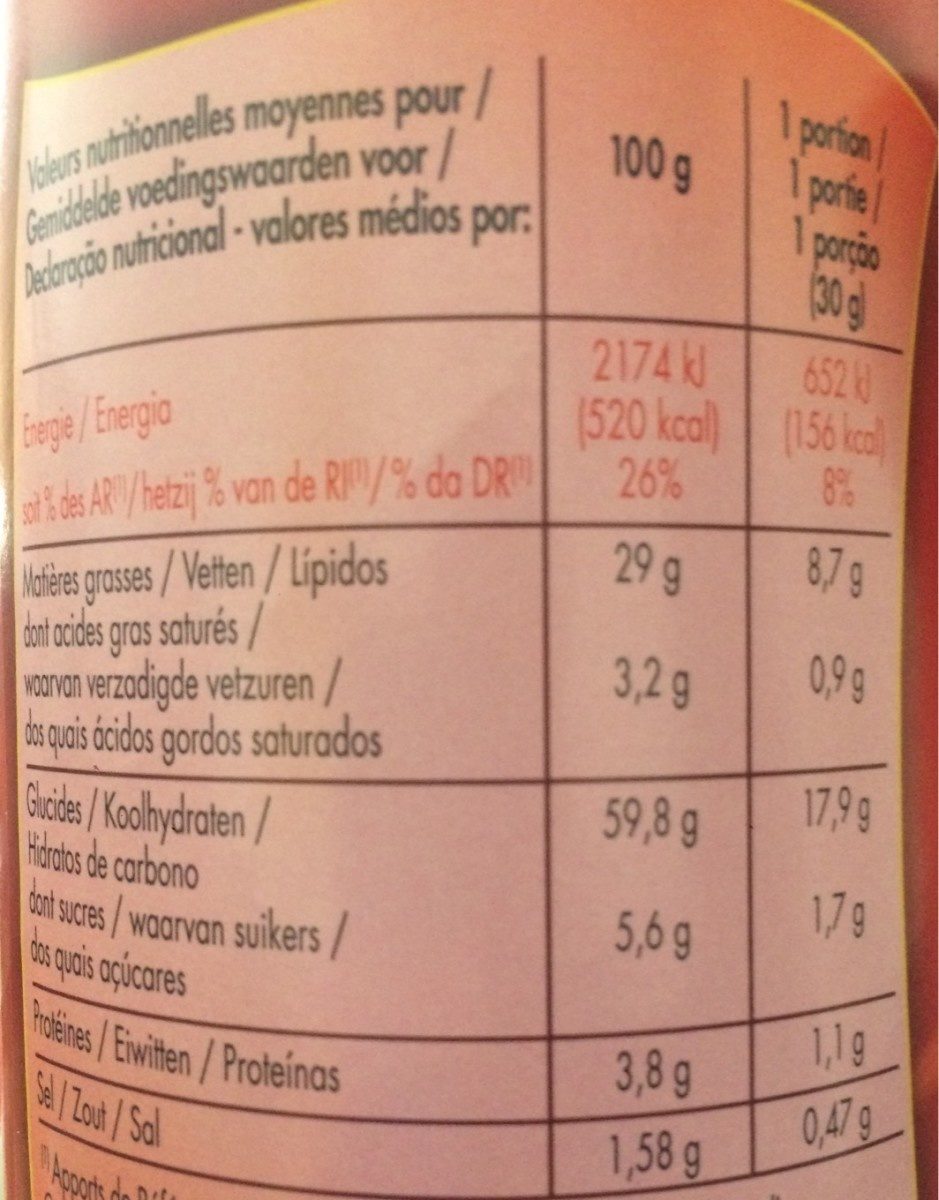 Valeurs nutritionnelles moyennes pour /
Gemiddelde voedingswaarden voor /
Declaração nutricional - valores médios por:
100 g
1 portion /
1 portie /
1 porção
(30 g)
Energie / Energia
soit % des AR⁽¹⁾/hetzij % van de RI⁽¹⁾/% da DR⁽¹⁾
2174 kJ
(520 kcal)
26%
652 kJ
(156 kcal)
8%
Matières grasses / Vetten / Lípidos
29 g
8,7 g
dont acides gras saturés /
waarvan verzadigde vetzuren /
dos quais ácidos gordos saturados
3,2 g
0,9 g
Glucides / Koolhydraten /
Hidratos de carbono
59,8 g
17,9 g
dont sucres / waarvan suikers /
dos quais açúcares
5,6 g
1,7 g
Protéines / Eiwitten / Proteínas
3,8 g
1,1 g
Sel / Zout / Sal
1,58 g
0,47 g
⁽¹⁾ Apports de